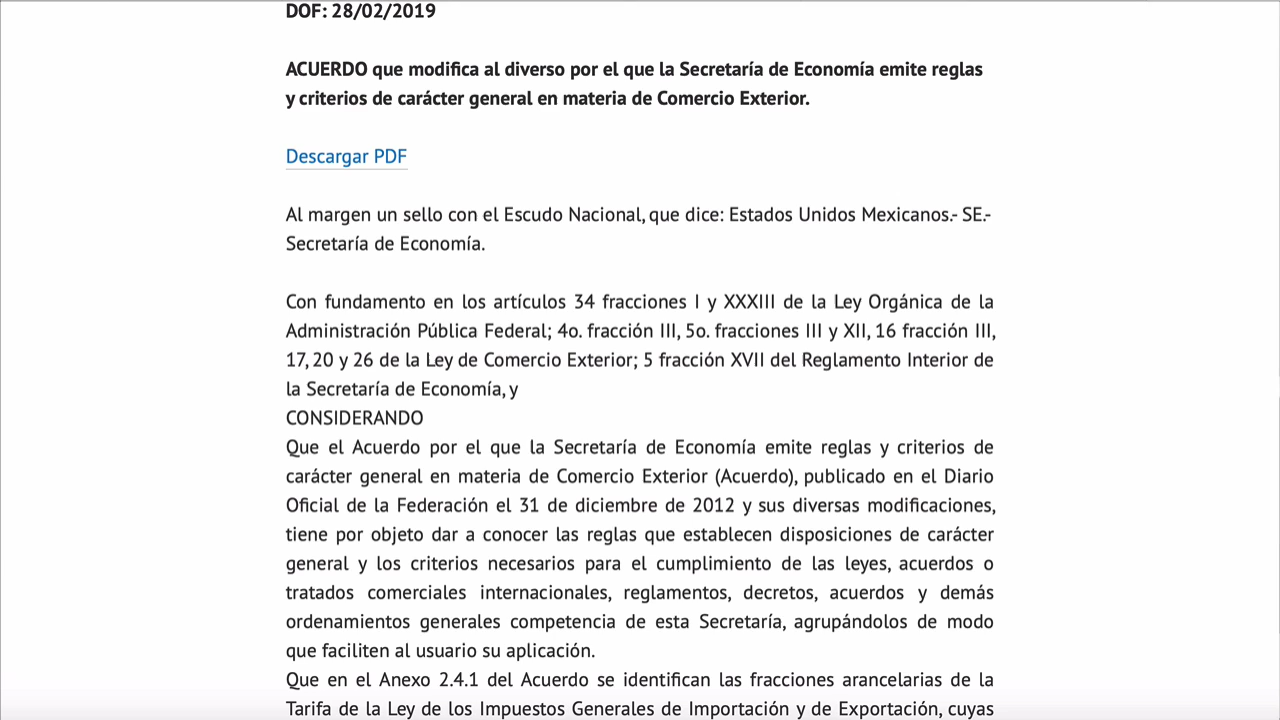 DOF: 28/02/2019
ACUERDO que modifica al diverso por el que la Secretaría de Economía emite reglas
y criterios de carácter general en materia de Comercio Exterior.
Descargar PDF
Al margen un sello con el Escudo Nacional, que dice: Estados Unidos Mexicanos.- SE.-
Secretaría de Economía.
Con fundamento en los artículos 34 fracciones I y XXXIII de la Ley Orgánica de la
Administración Pública Federal; 4o. fracción III, 5o. fracciones III y XII, 16 fracción III,
17, 20 y 26 de la Ley de Comercio Exterior; 5 fracción XVII del Reglamento Interior de
la Secretaría de Economía, y
CONSIDERANDO
Que el Acuerdo por el que la Secretaría de Economía emite reglas y criterios de
carácter general en materia de Comercio Exterior (Acuerdo), publicado en el Diario
Oficial de la Federación el 31 de diciembre de 2012 y sus diversas modificaciones,
tiene por objeto dar a conocer las reglas que establecen disposiciones de carácter
general y los criterios necesarios para el cumplimiento de las leyes, acuerdos o
tratados comerciales internacionales, reglamentos, decretos, acuerdos y demás
ordenamientos generales competencia de esta Secretaría, agrupándolos de modo
que faciliten al usuario su aplicación.
Que en el Anexo 2.4.1 del Acuerdo se identifican las fracciones arancelarias de la
Tarifa de la Ley de los Impuestos Generales de Importación y de Exportación, cuyas